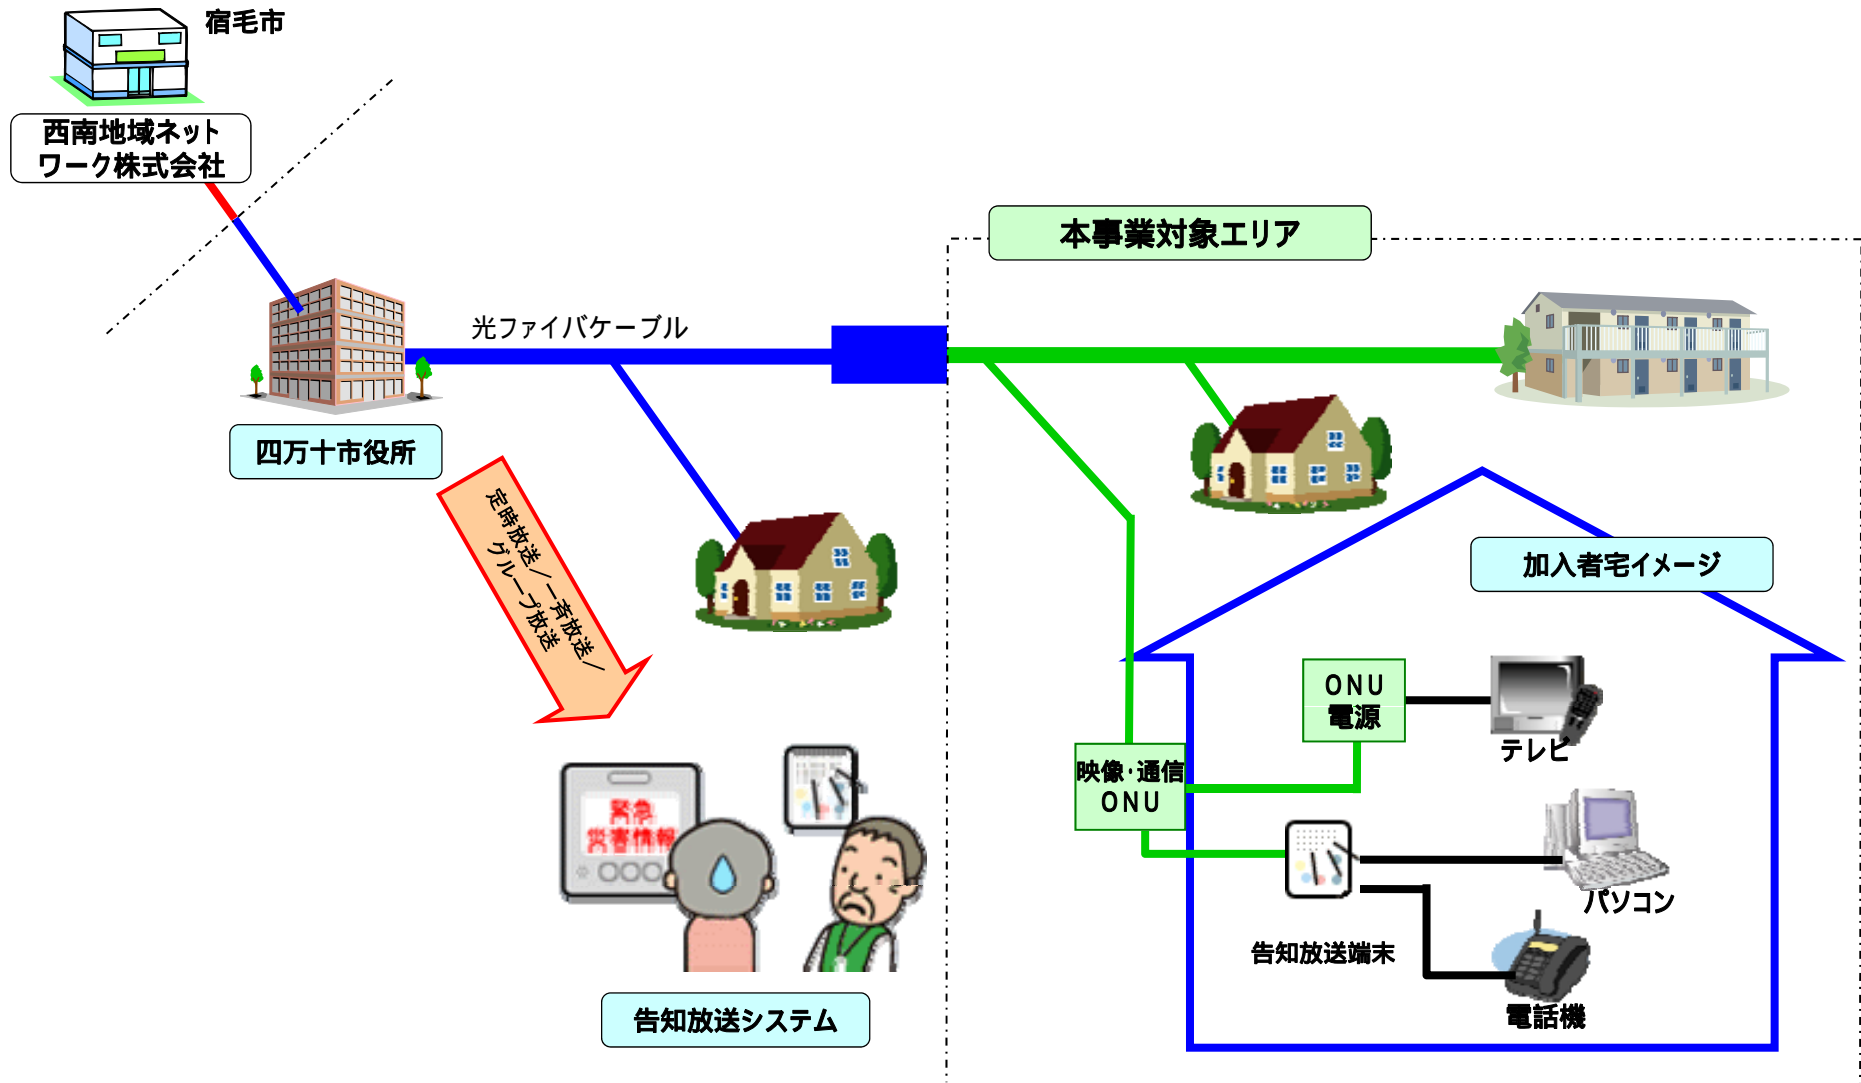 宿毛市
西南地域ネット
ワーク株式会社
本事業対象エリア
光ファイバケーブル
四万十市役所
定時放送/一斉放送/
グループ放送
加入者宅イメージ
ONU
電源
テレビ
映像・通信
ONU
緊急
災害情報
パソコン
告知放送端末
電話機
告知放送システム